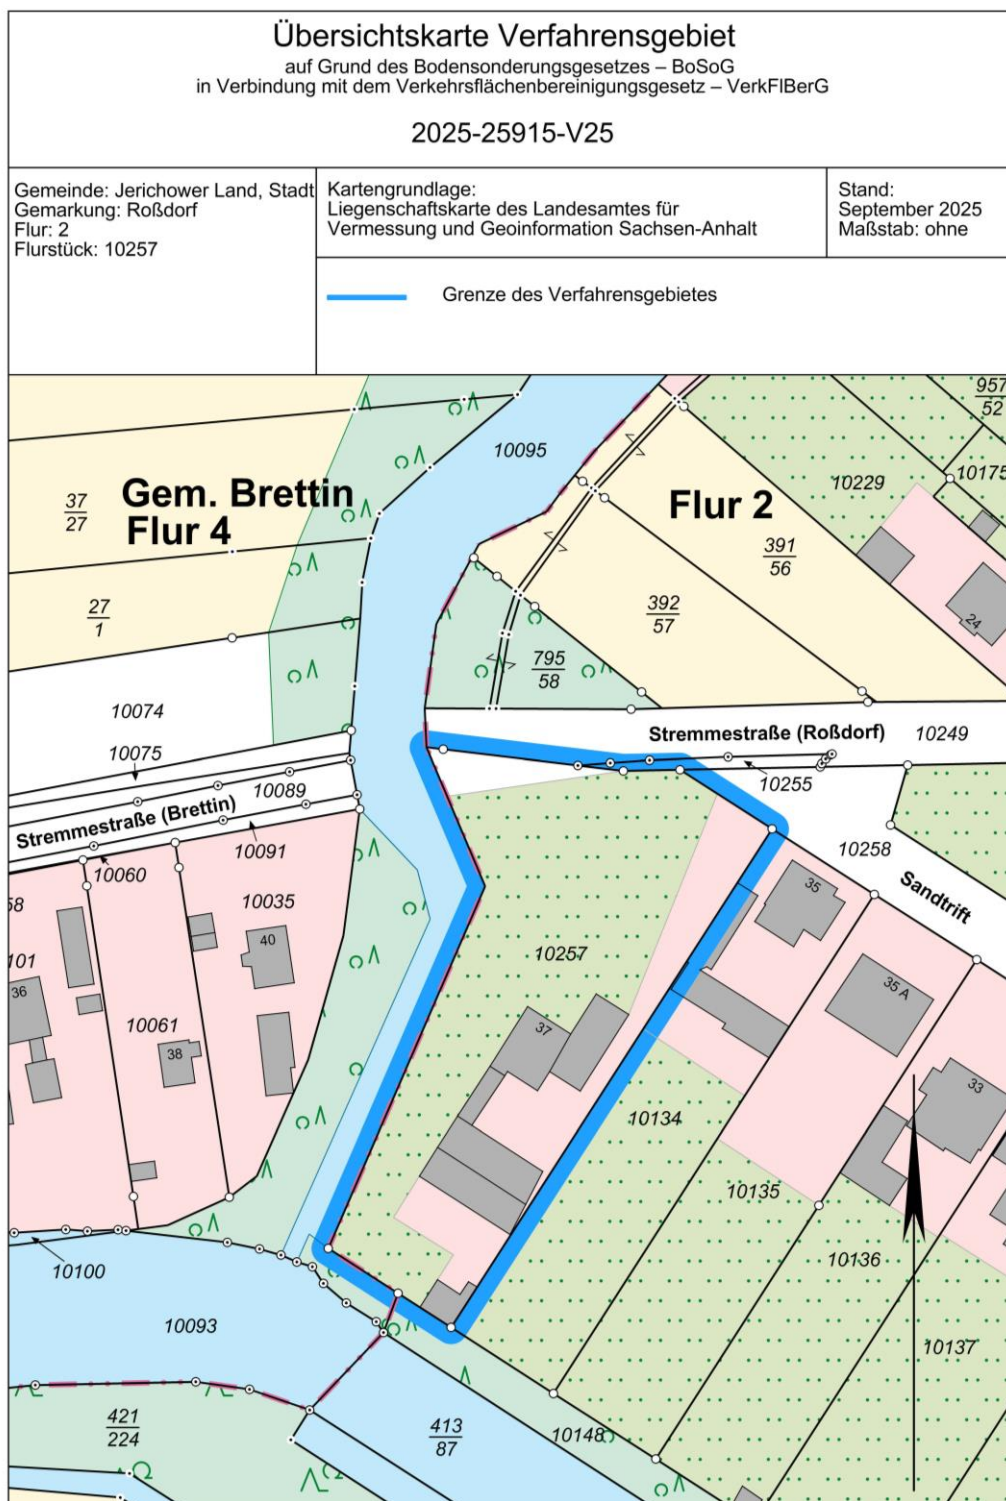 Übersichtskarte Verfahrensgebiet
auf Grund des Bodensonderungsgesetzes – BoSoG
in Verbindung mit dem Verkehrsflächenbereinigungsgesetz – VerkFlBerG
2025-25915-V25
Gemeinde: Jerichower Land, Stadt
Gemarkung: Roßdorf
Flur: 2
Flurstück: 10257
Kartengrundlage:
Liegenschaftskarte des Landesamtes für
Vermessung und Geoinformation Sachsen-Anhalt
Stand:
September 2025
Maßstab: ohne
Grenze des Verfahrensgebietes
957
52
10095
10229
10175
Gem. Brettin
Flur 4
37
27
Flur 2
391
56
27
1
392
57
24
795
58
10074
10075
Stremmestraße (Roßdorf)
10249
10089
10255
Stremmestraße (Brettin)
10091
10060
10258
58
10035
35
Sandtrift
101
40
10257
35 A
36
10061
38
37
33
10134
10135
10136
10100
10093
10137
421
224
413
87
10148